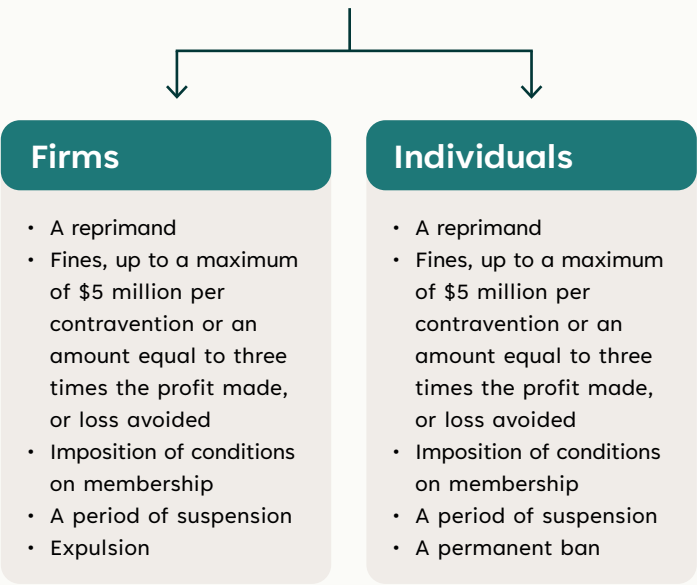 Firms
• A reprimand
• Fines, up to a maximum
of $5 million per
contravention or an
amount equal to three
times the profit made,
or loss avoided
• Imposition of conditions
on membership
• A period of suspension
• Expulsion
Individuals
• A reprimand
• Fines, up to a maximum
of $5 million per
contravention or an
amount equal to three
times the profit made,
or loss avoided
• Imposition of conditions
on membership
• A period of suspension
• A permanent ban